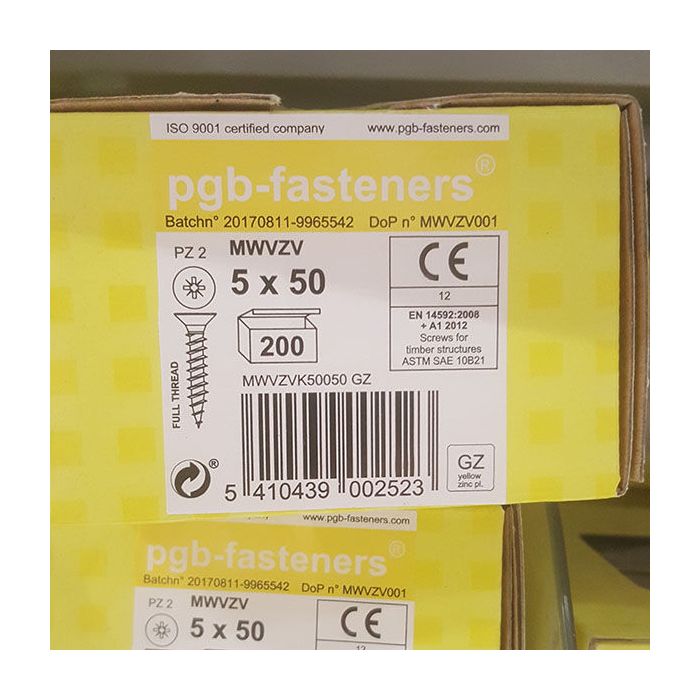 ISO 9001 certified company www.pgb-fasteners.com
pgb-fasteners®
Batchn° 20170811-9965542 DoP n° MWVZV001
PZ 2 MWVZV
5 x 50
CE
12
EN 14592:2008
+ A1 2012
Screws for
timber structures
ASTM SAE 10B21
200
FULL THREAD
MWVZVK50050 GZ
®
5 410439 002523
GZ
yellow
zinc pl.
www.pgb-fasteners.com
pgb-fasteners®
Batchn° 20170811-9965542 DoP n° MWVZV001
PZ 2 MWVZV
5 x 50
CE
12